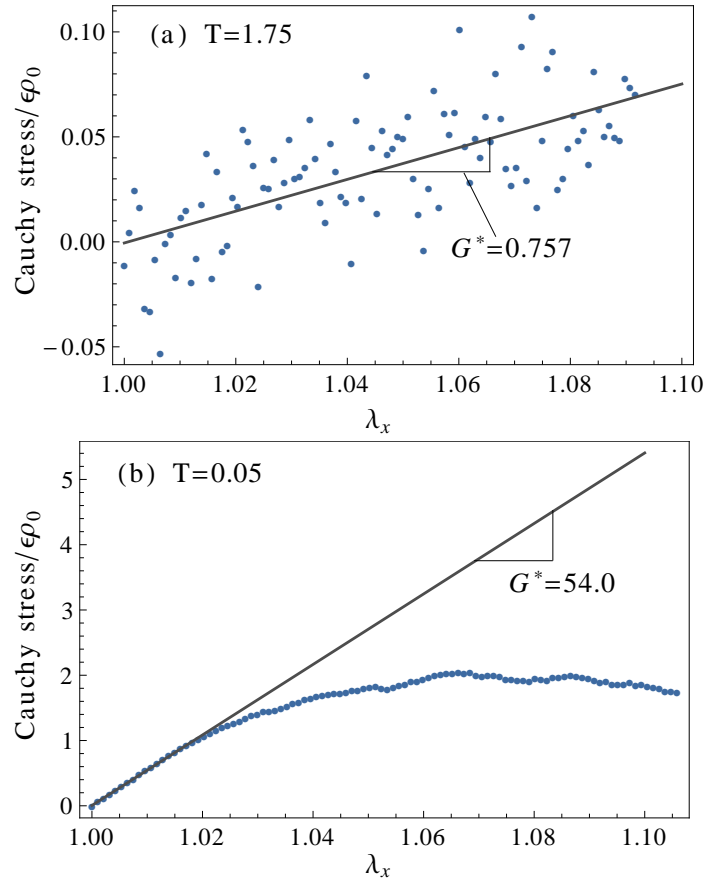 (a) T=1.75
Cauchy stress/ϵρ₀
0.10
0.05
0.00
−0.05
G*=0.757
1.00 1.02 1.04 1.06 1.08 1.10
λₓ
(b) T=0.05
Cauchy stress/ϵρ₀
5
4
3
2
1
0
G*=54.0
1.00 1.02 1.04 1.06 1.08 1.10
λₓ